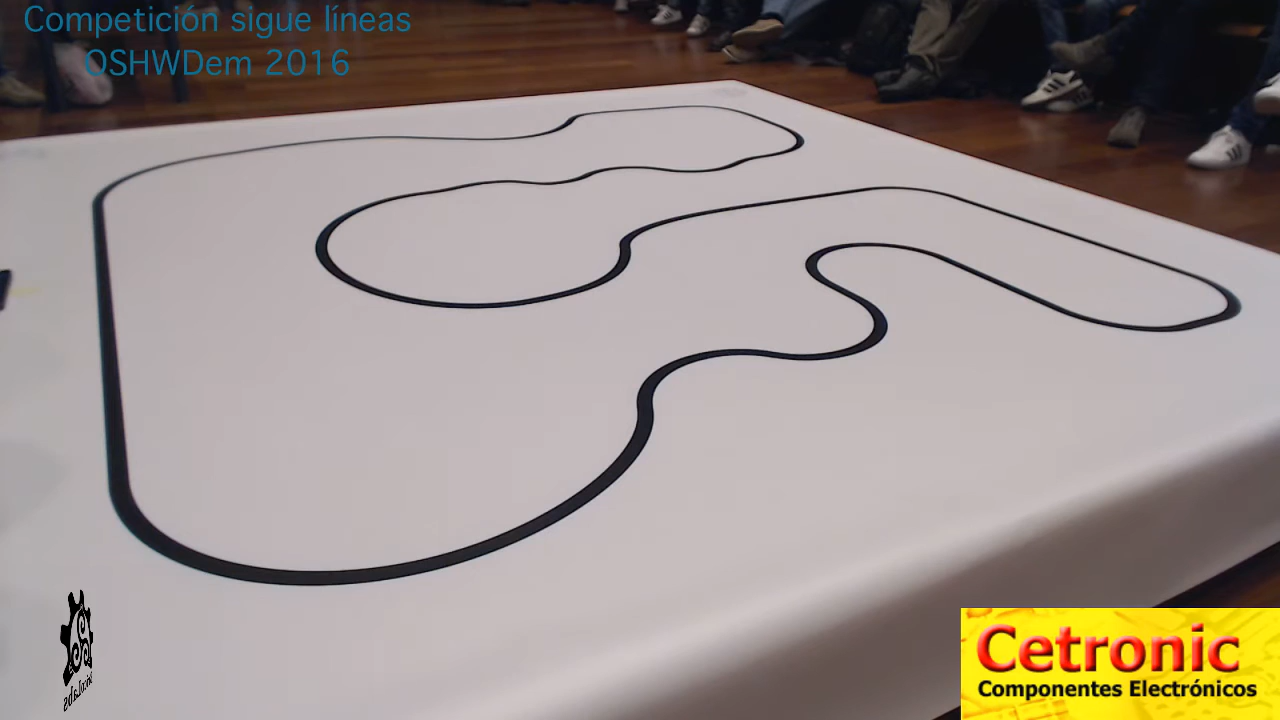 Competición sigue líneas
OSHWDem 2016
Cetronic
Componentes Electrónicos